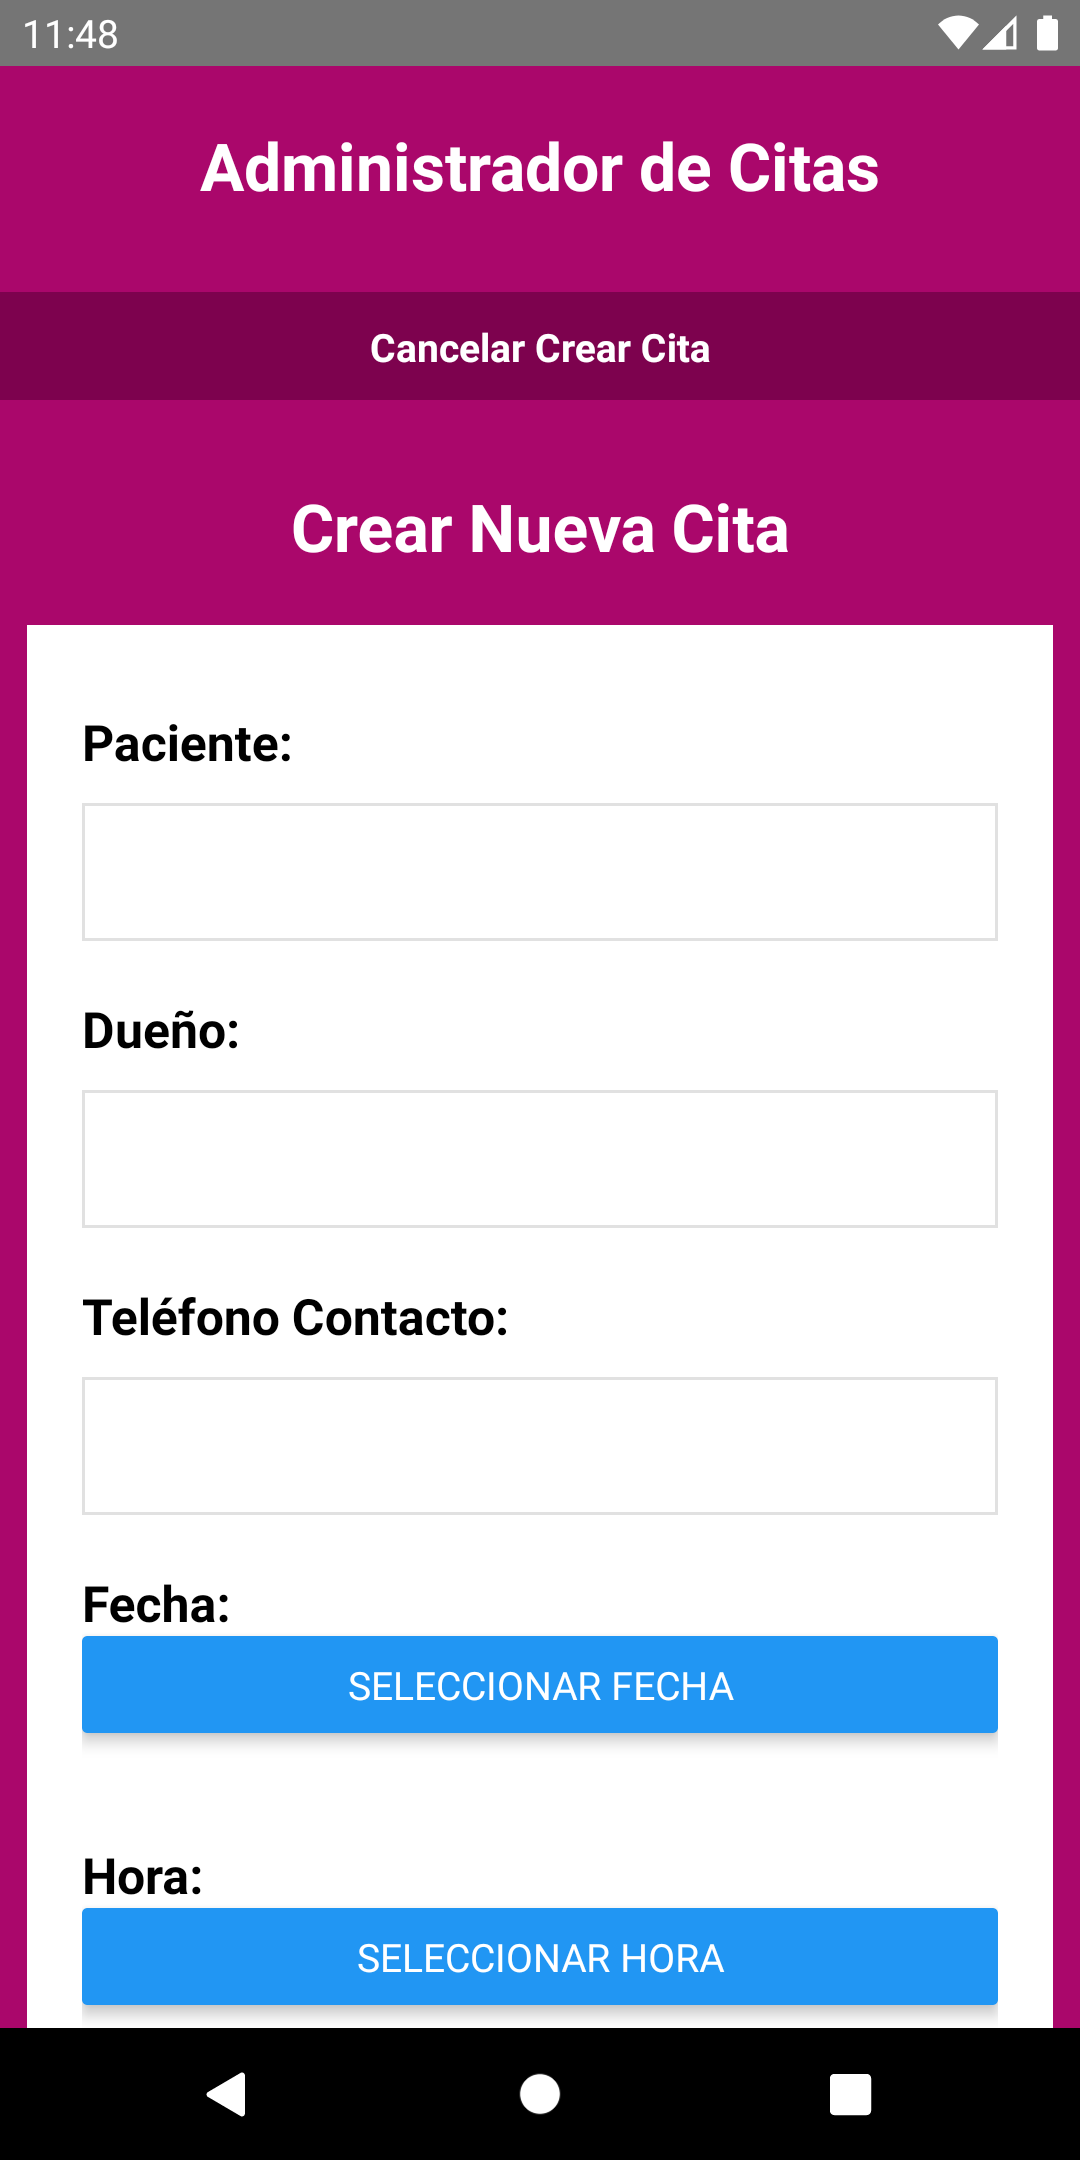 11:48
Administrador de Citas
Cancelar Crear Cita
Crear Nueva Cita
Paciente:
Dueño:
Teléfono Contacto:
Fecha:
SELECCIONAR FECHA
Hora:
SELECCIONAR HORA